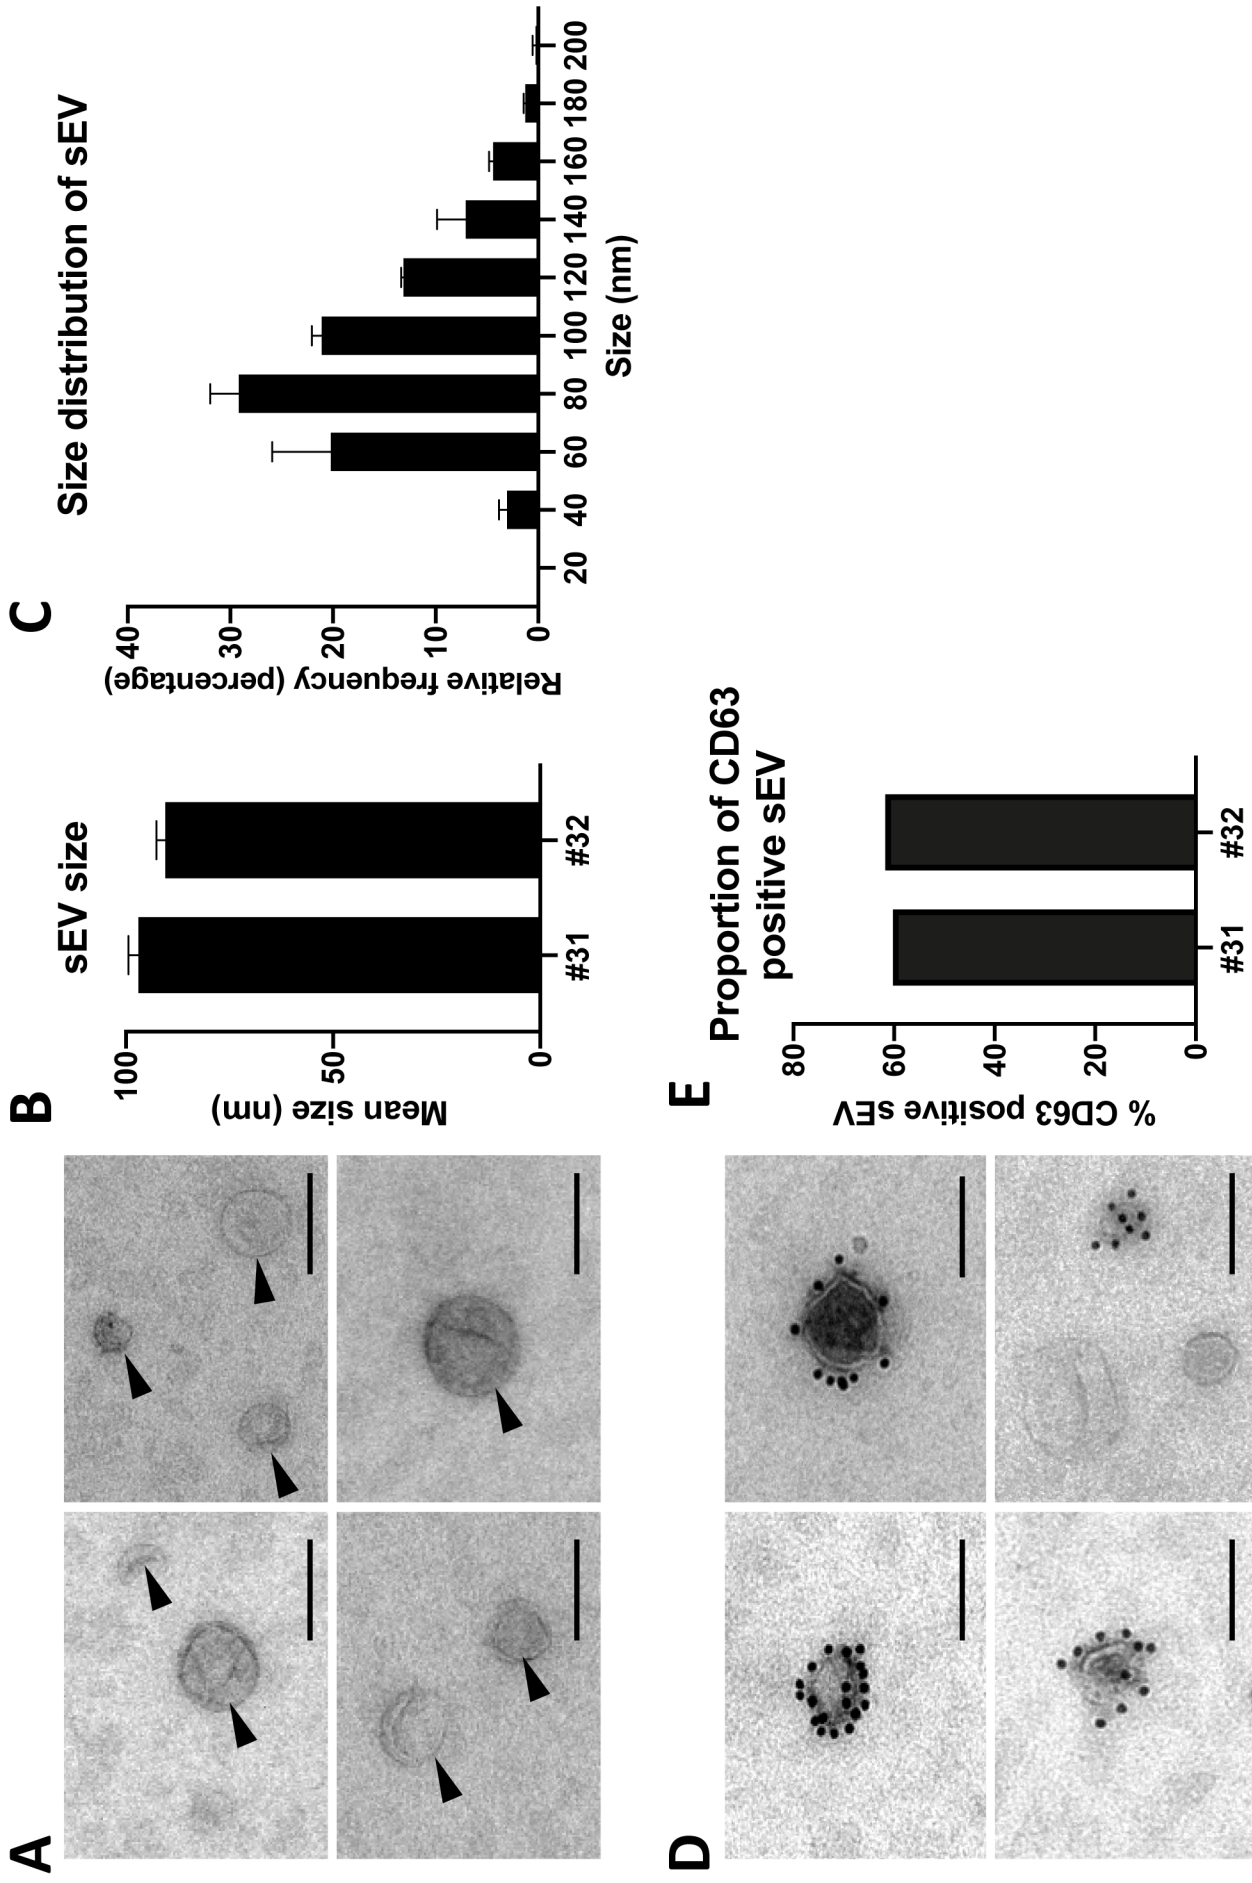 A
B
sEV size
Mean size (nm)
100
50
0
#31
#32
C
Size distribution of sEV
Relative frequency (percentage)
40
30
20
10
0
20
40
60
80
100
120
140
160
180
200
Size (nm)
D
E
Proportion of CD63
positive sEV
% CD63 positive sEV
80
60
40
20
0
#31
#32